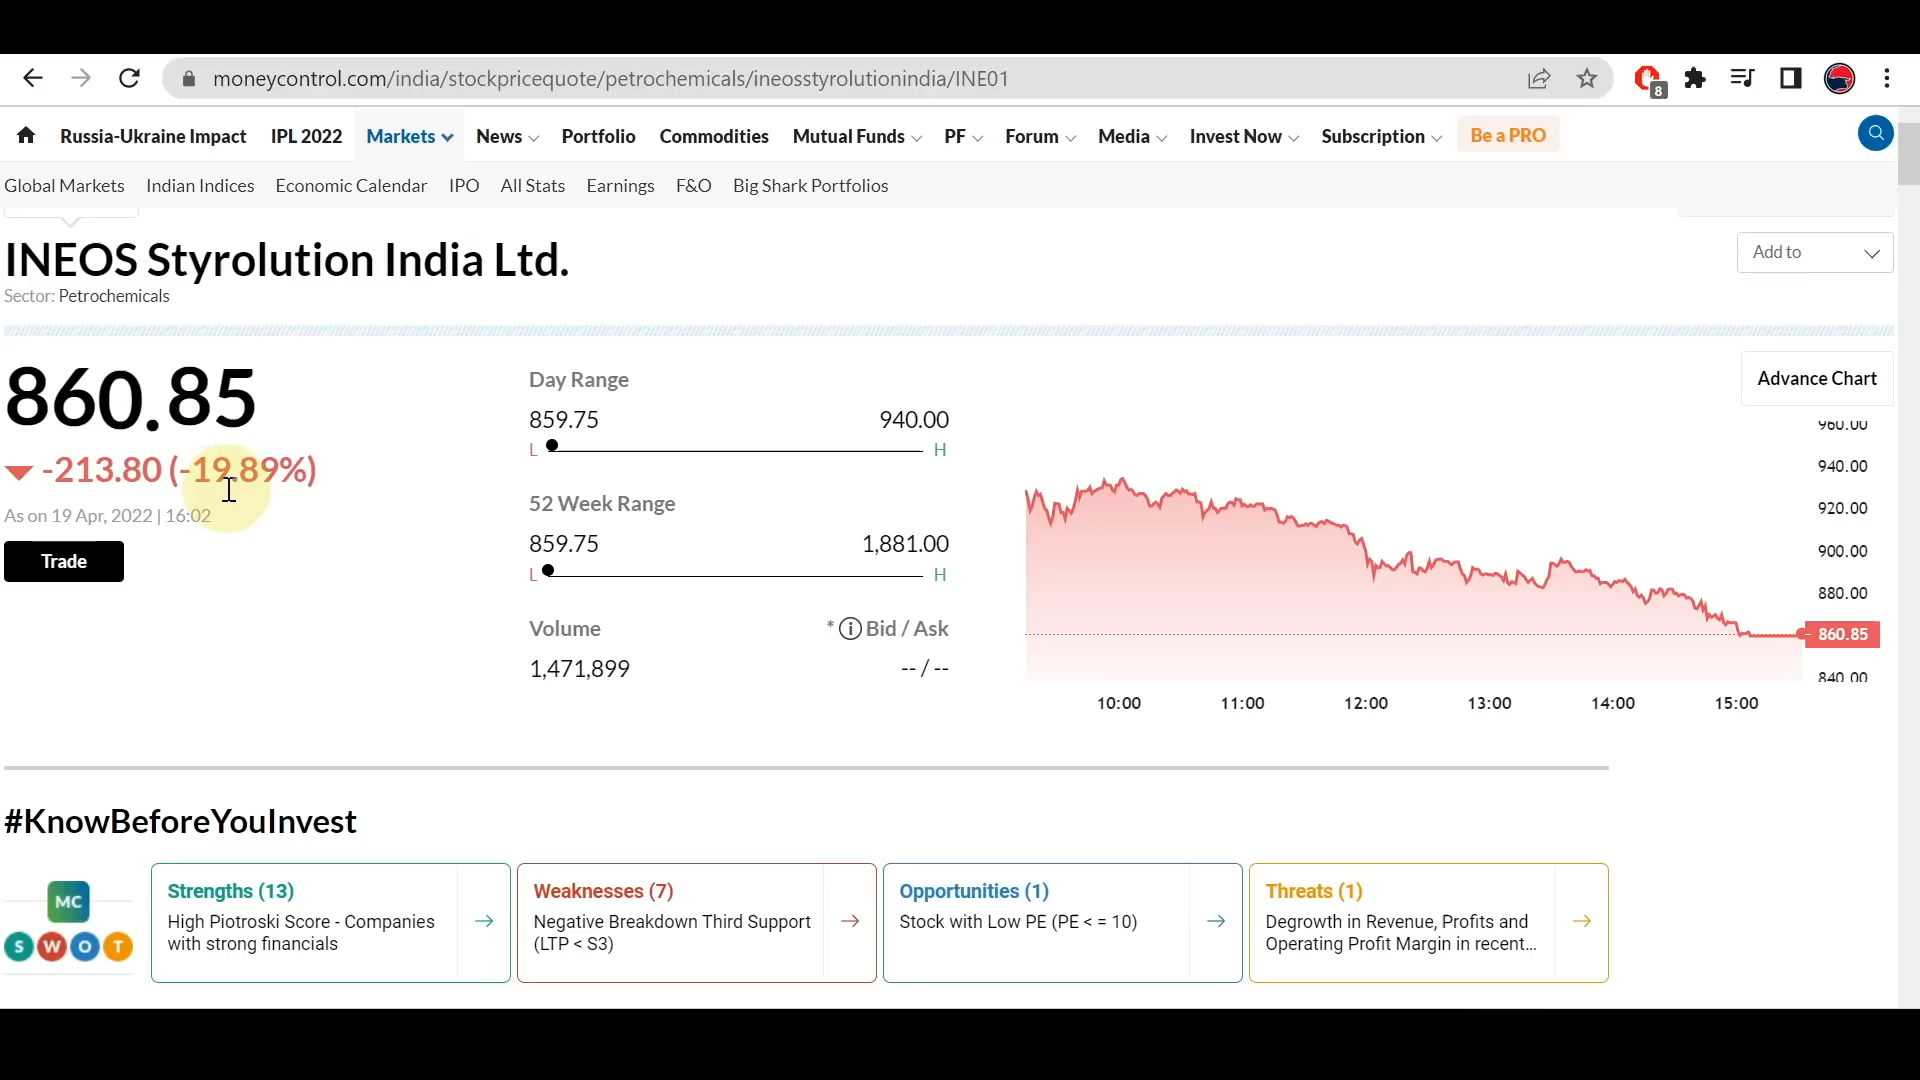 moneycontrol.com/india/stockpricequote/petrochemicals/ineosstyrolutionindia/INE01
8
Russia-Ukraine Impact IPL 2022 Markets News Portfolio Commodities Mutual Funds PF Forum Media Invest Now Subscription Be a PRO
Global Markets Indian Indices Economic Calendar IPO All Stats Earnings F&O Big Shark Portfolios
INEOS Styrolution India Ltd.
Add to
Sector: Petrochemicals
860.85
-213.80 (-19.89%)
As on 19 Apr, 2022 | 16:02
Trade
Day Range
859.75 940.00
L H
52 Week Range
859.75 1,881.00
L H
Volume * i Bid / Ask
1,471,899 -- / --
Advance Chart
960.00
940.00
920.00
900.00
880.00
860.85
840.00
10:00 11:00 12:00 13:00 14:00 15:00
#KnowBeforeYouInvest
MC
S W O T
Strengths (13)
High Piotroski Score - Companies
with strong financials
Weaknesses (7)
Negative Breakdown Third Support
(LTP < S3)
Opportunities (1)
Stock with Low PE (PE < = 10)
Threats (1)
Degrowth in Revenue, Profits and
Operating Profit Margin in recent...